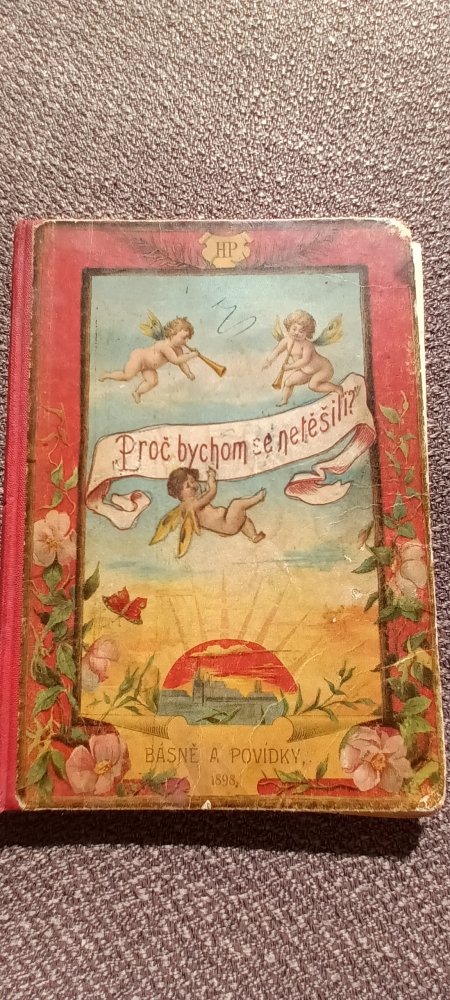 HP
„Proč bychom se netěšili?"
BÁSNĚ A POVÍDKY,
1898,